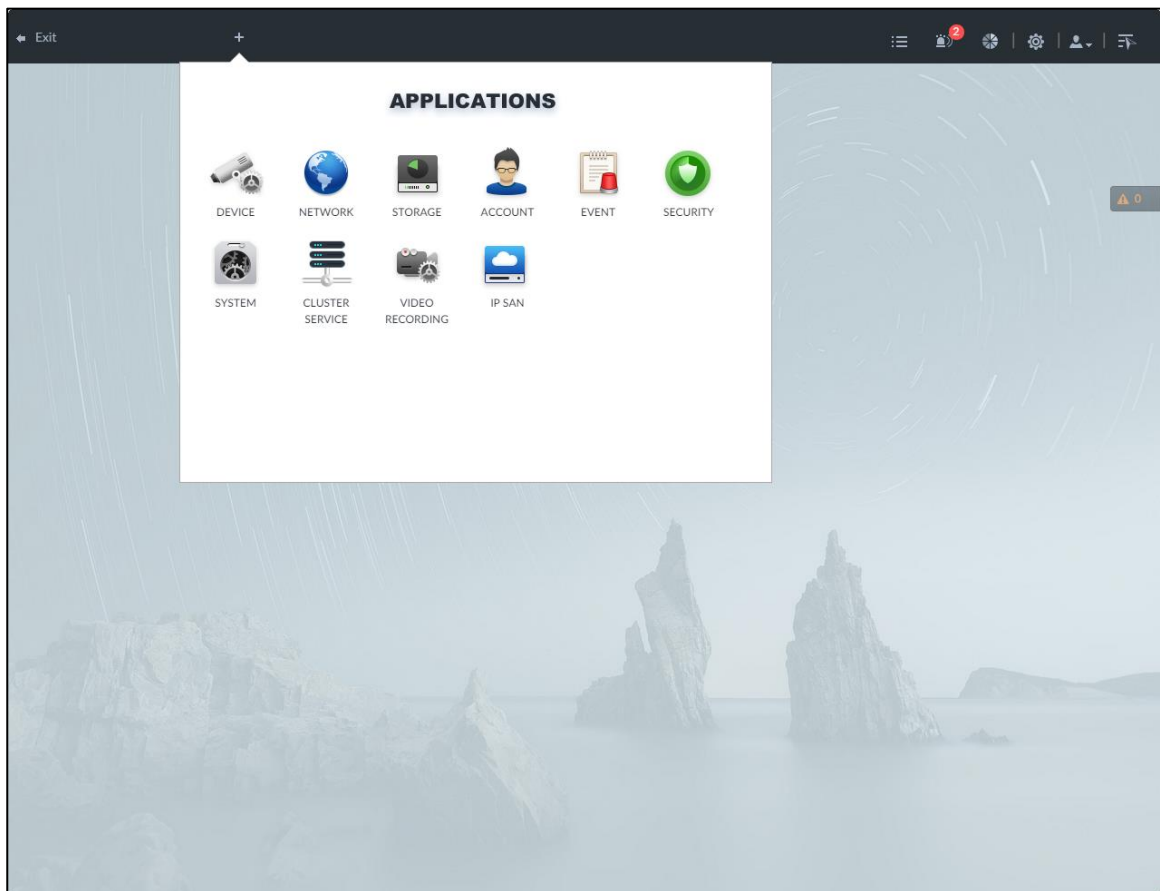 Exit
+
2
APPLICATIONS
DEVICE
NETWORK
STORAGE
ACCOUNT
EVENT
SECURITY
0
SYSTEM
CLUSTER
SERVICE
VIDEO
RECORDING
IP SAN